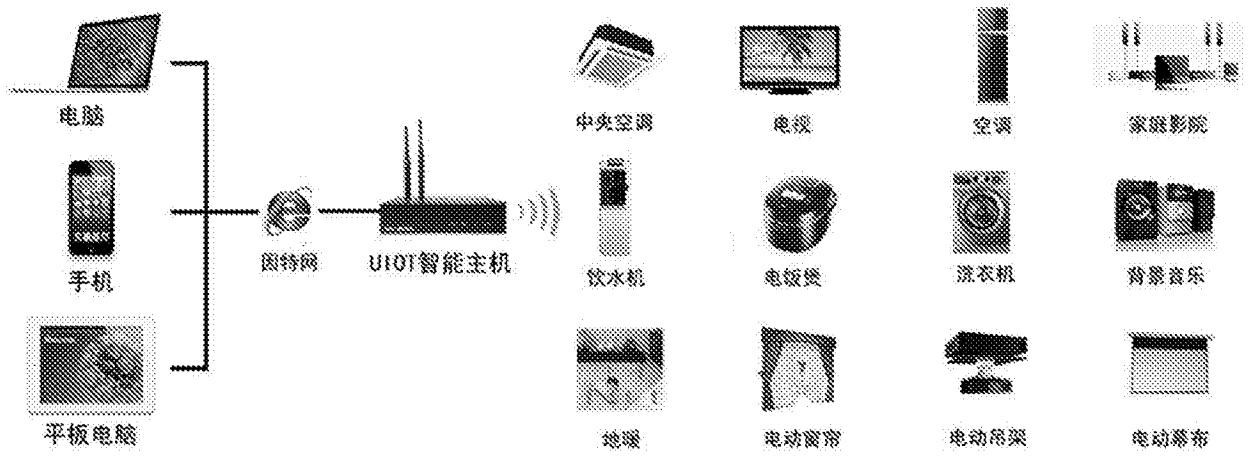 电脑
手机
平板电脑
因特网
UIOT智能主机
中央空调
电视
空调
家庭影院
饮水机
电饭煲
洗衣机
背景音乐
地暖
电动窗帘
电动吊架
电动幕布